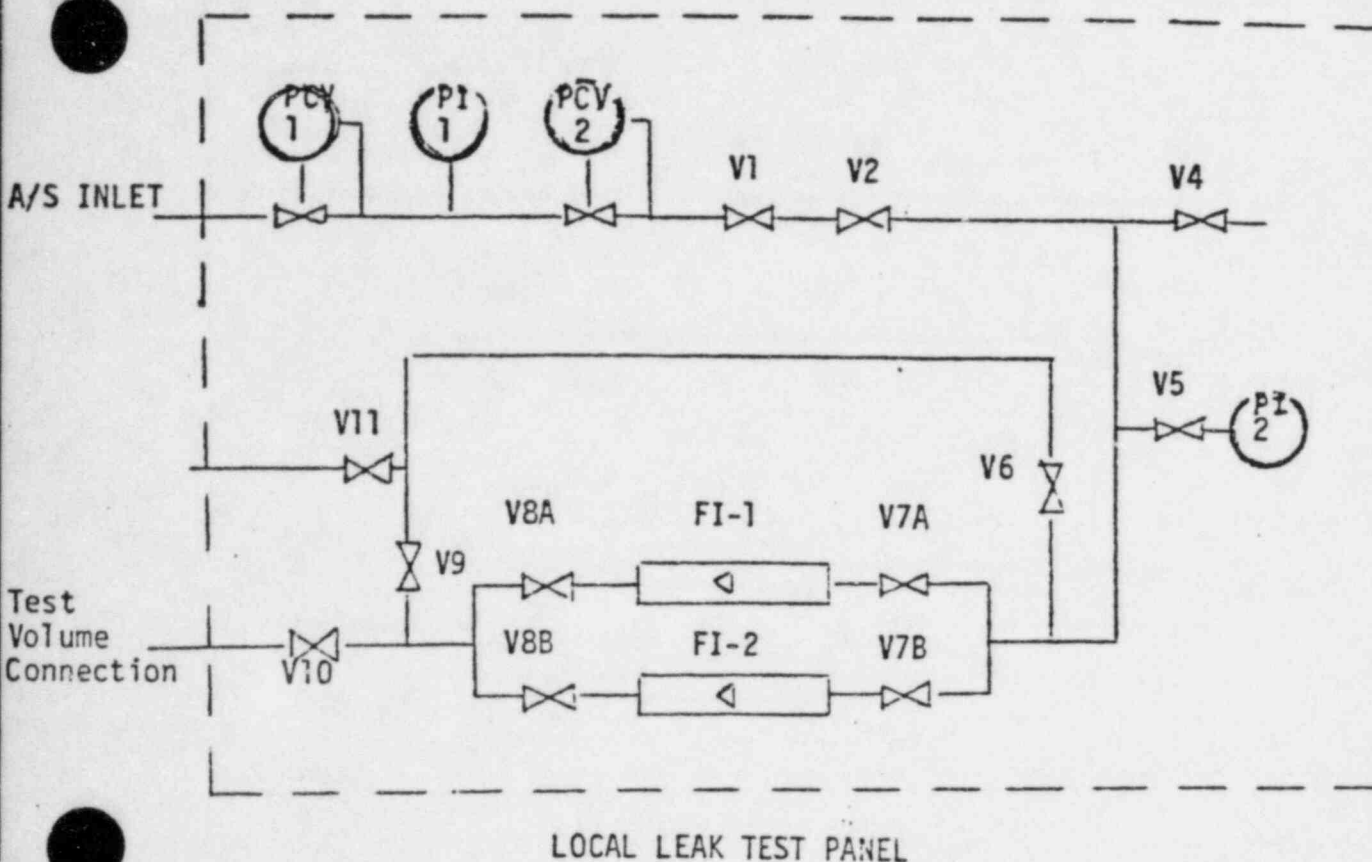 PCV
1
PI
1
PCV
2
V1
V2
V4
A/S INLET
V5
PI
2
V11
V6
V8A
FI-1
V7A
V9
Test
Volume
Connection
V8B
FI-2
V7B
V10
LOCAL LEAK TEST PANEL